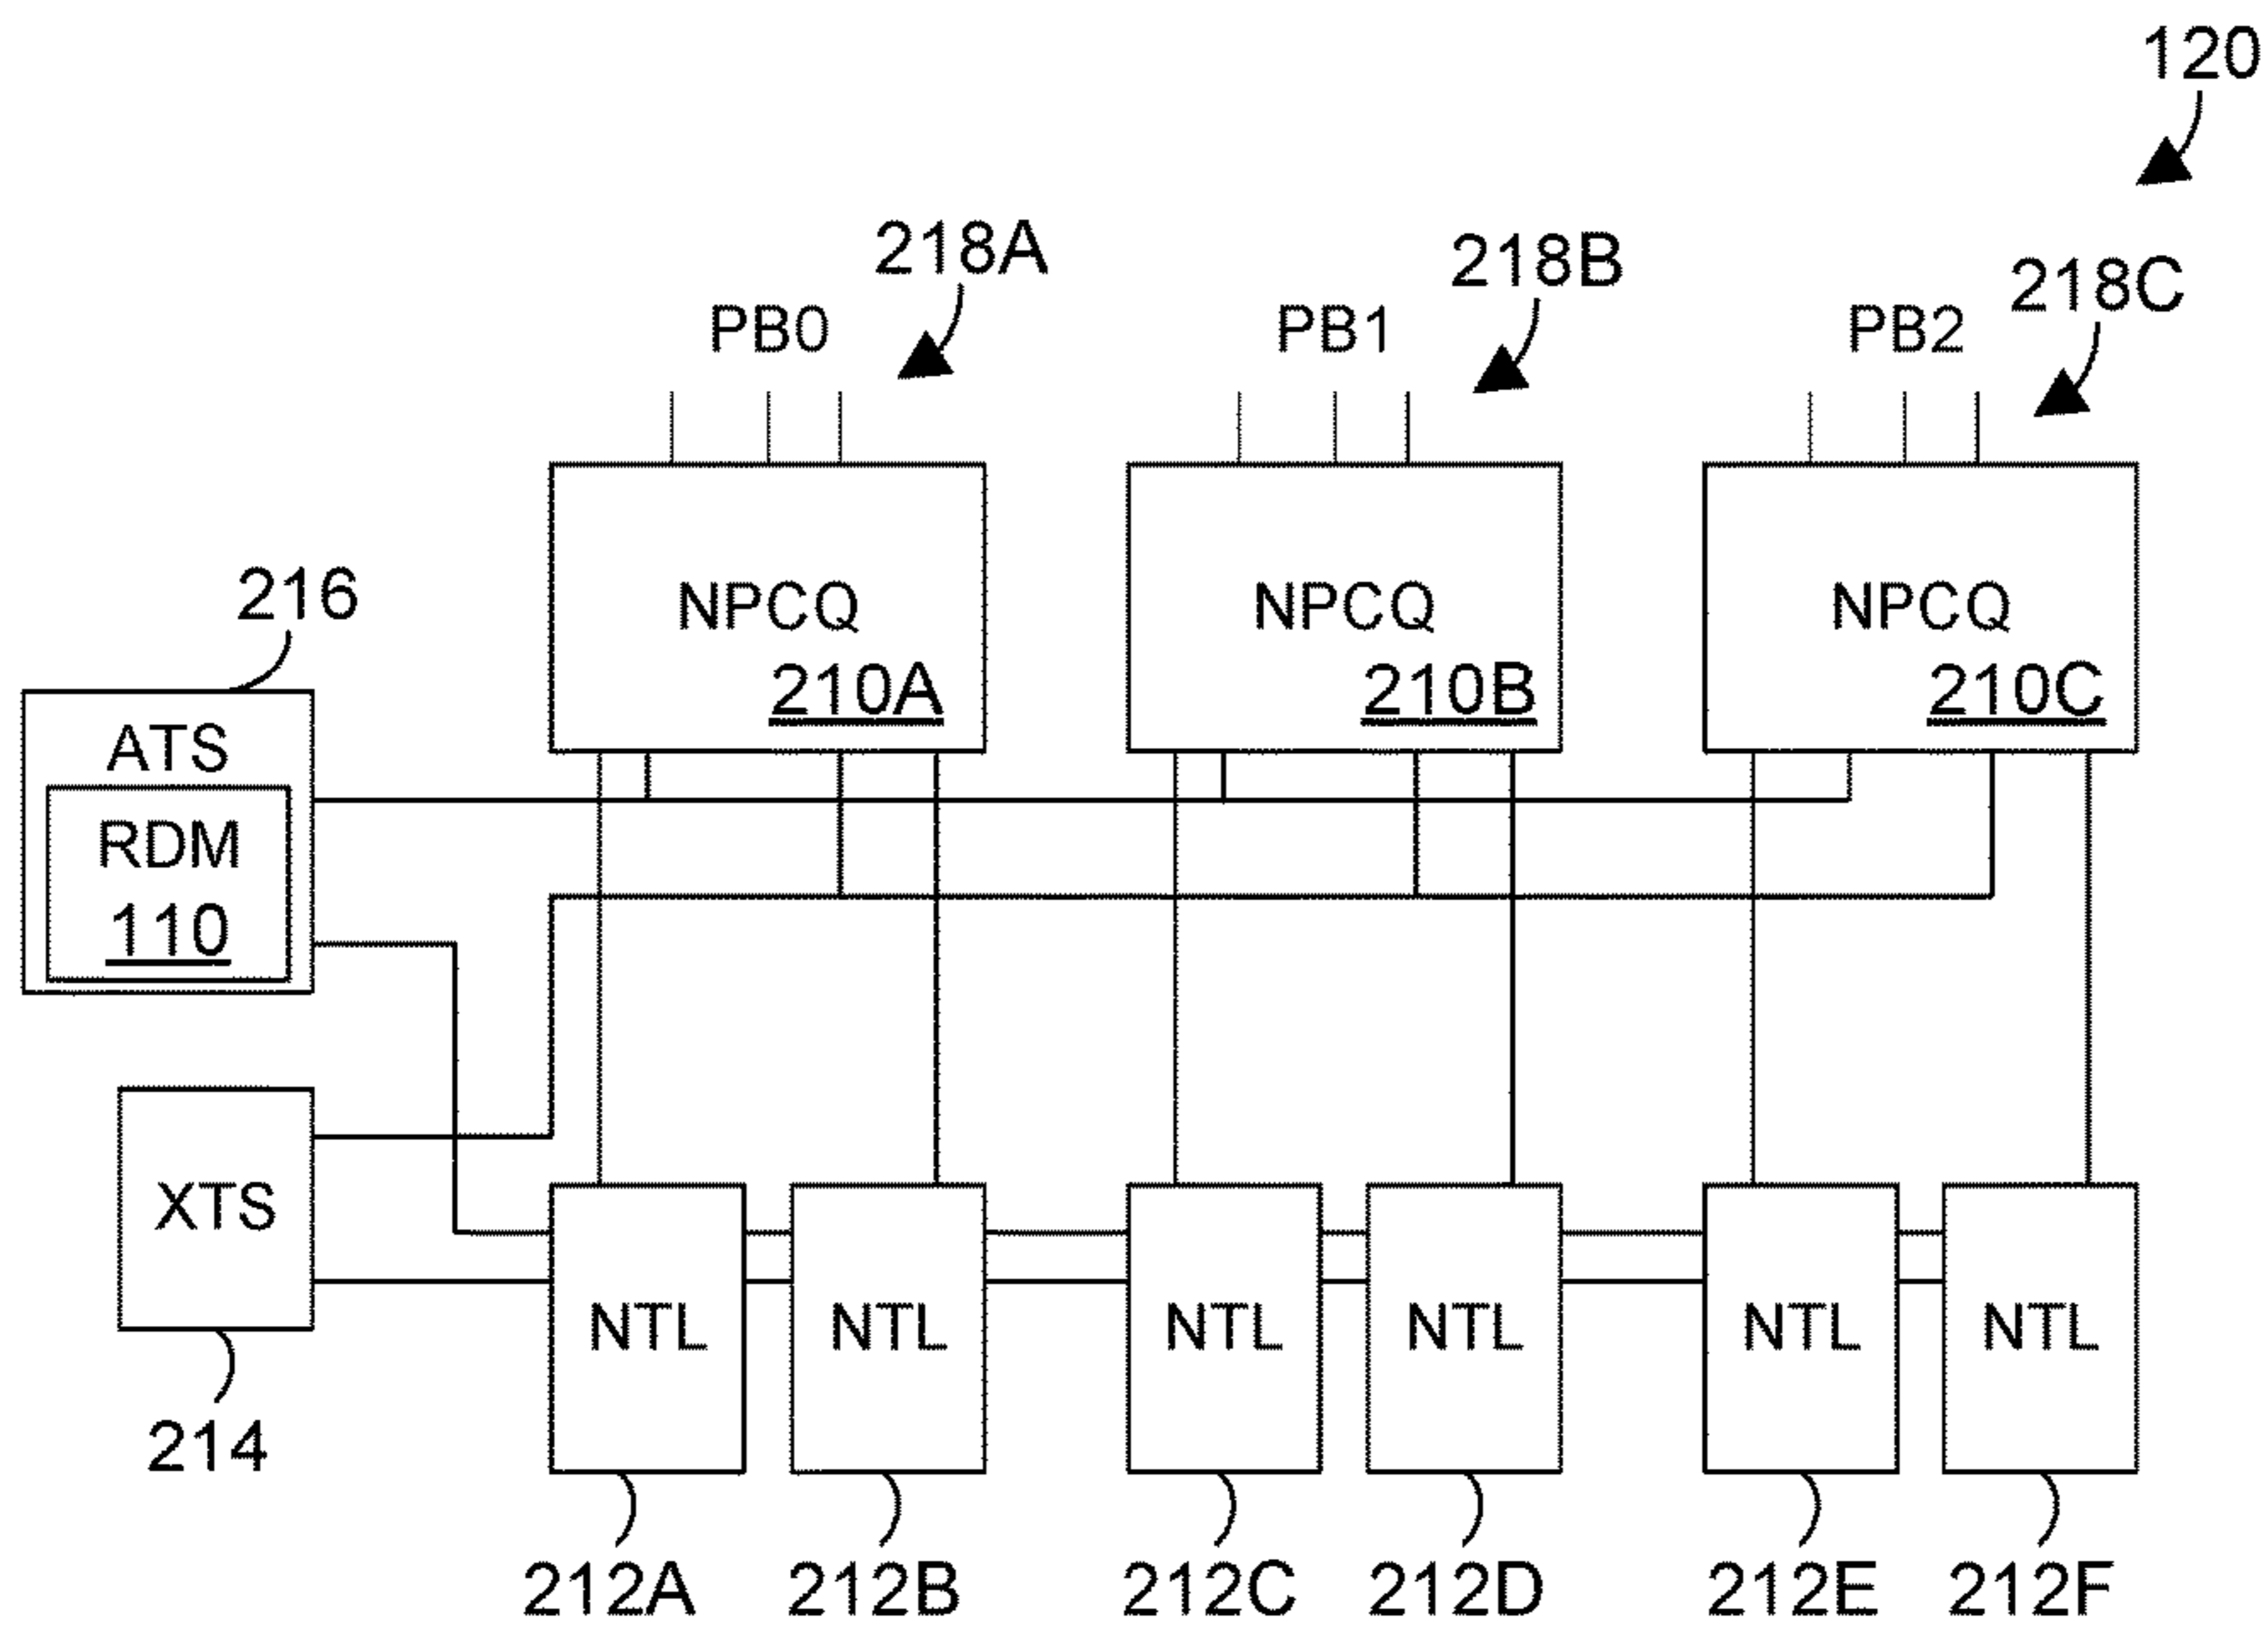 120
218A
218B
218C
PB0
PB1
PB2
NPCQ
210A
NPCQ
210B
NPCQ
210C
216
ATS
RDM
110
XTS
214
NTL
NTL
NTL
NTL
NTL
NTL
212A
212B
212C
212D
212E
212F